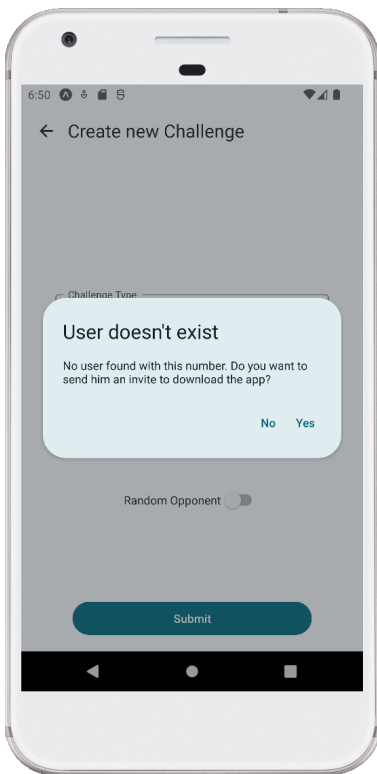 6:50
Create new Challenge
Challenge Type
User doesn't exist
No user found with this number. Do you want to
send him an invite to download the app?
No Yes
Random Opponent
Submit